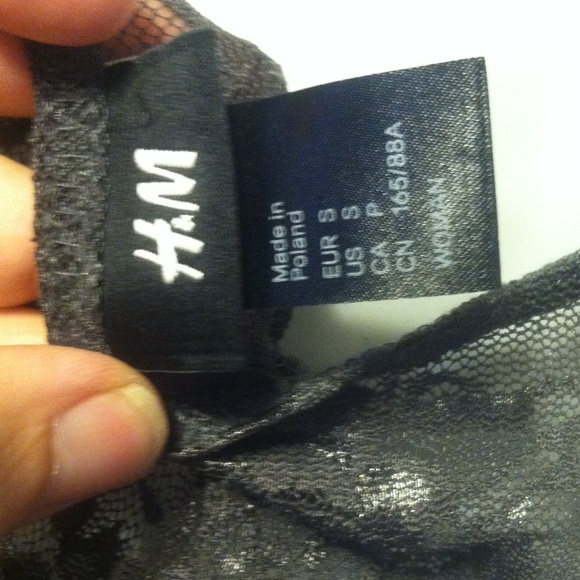 H&M
Made in
Poland
EUR S
US S
CA P
CN 165/88A
WOMAN